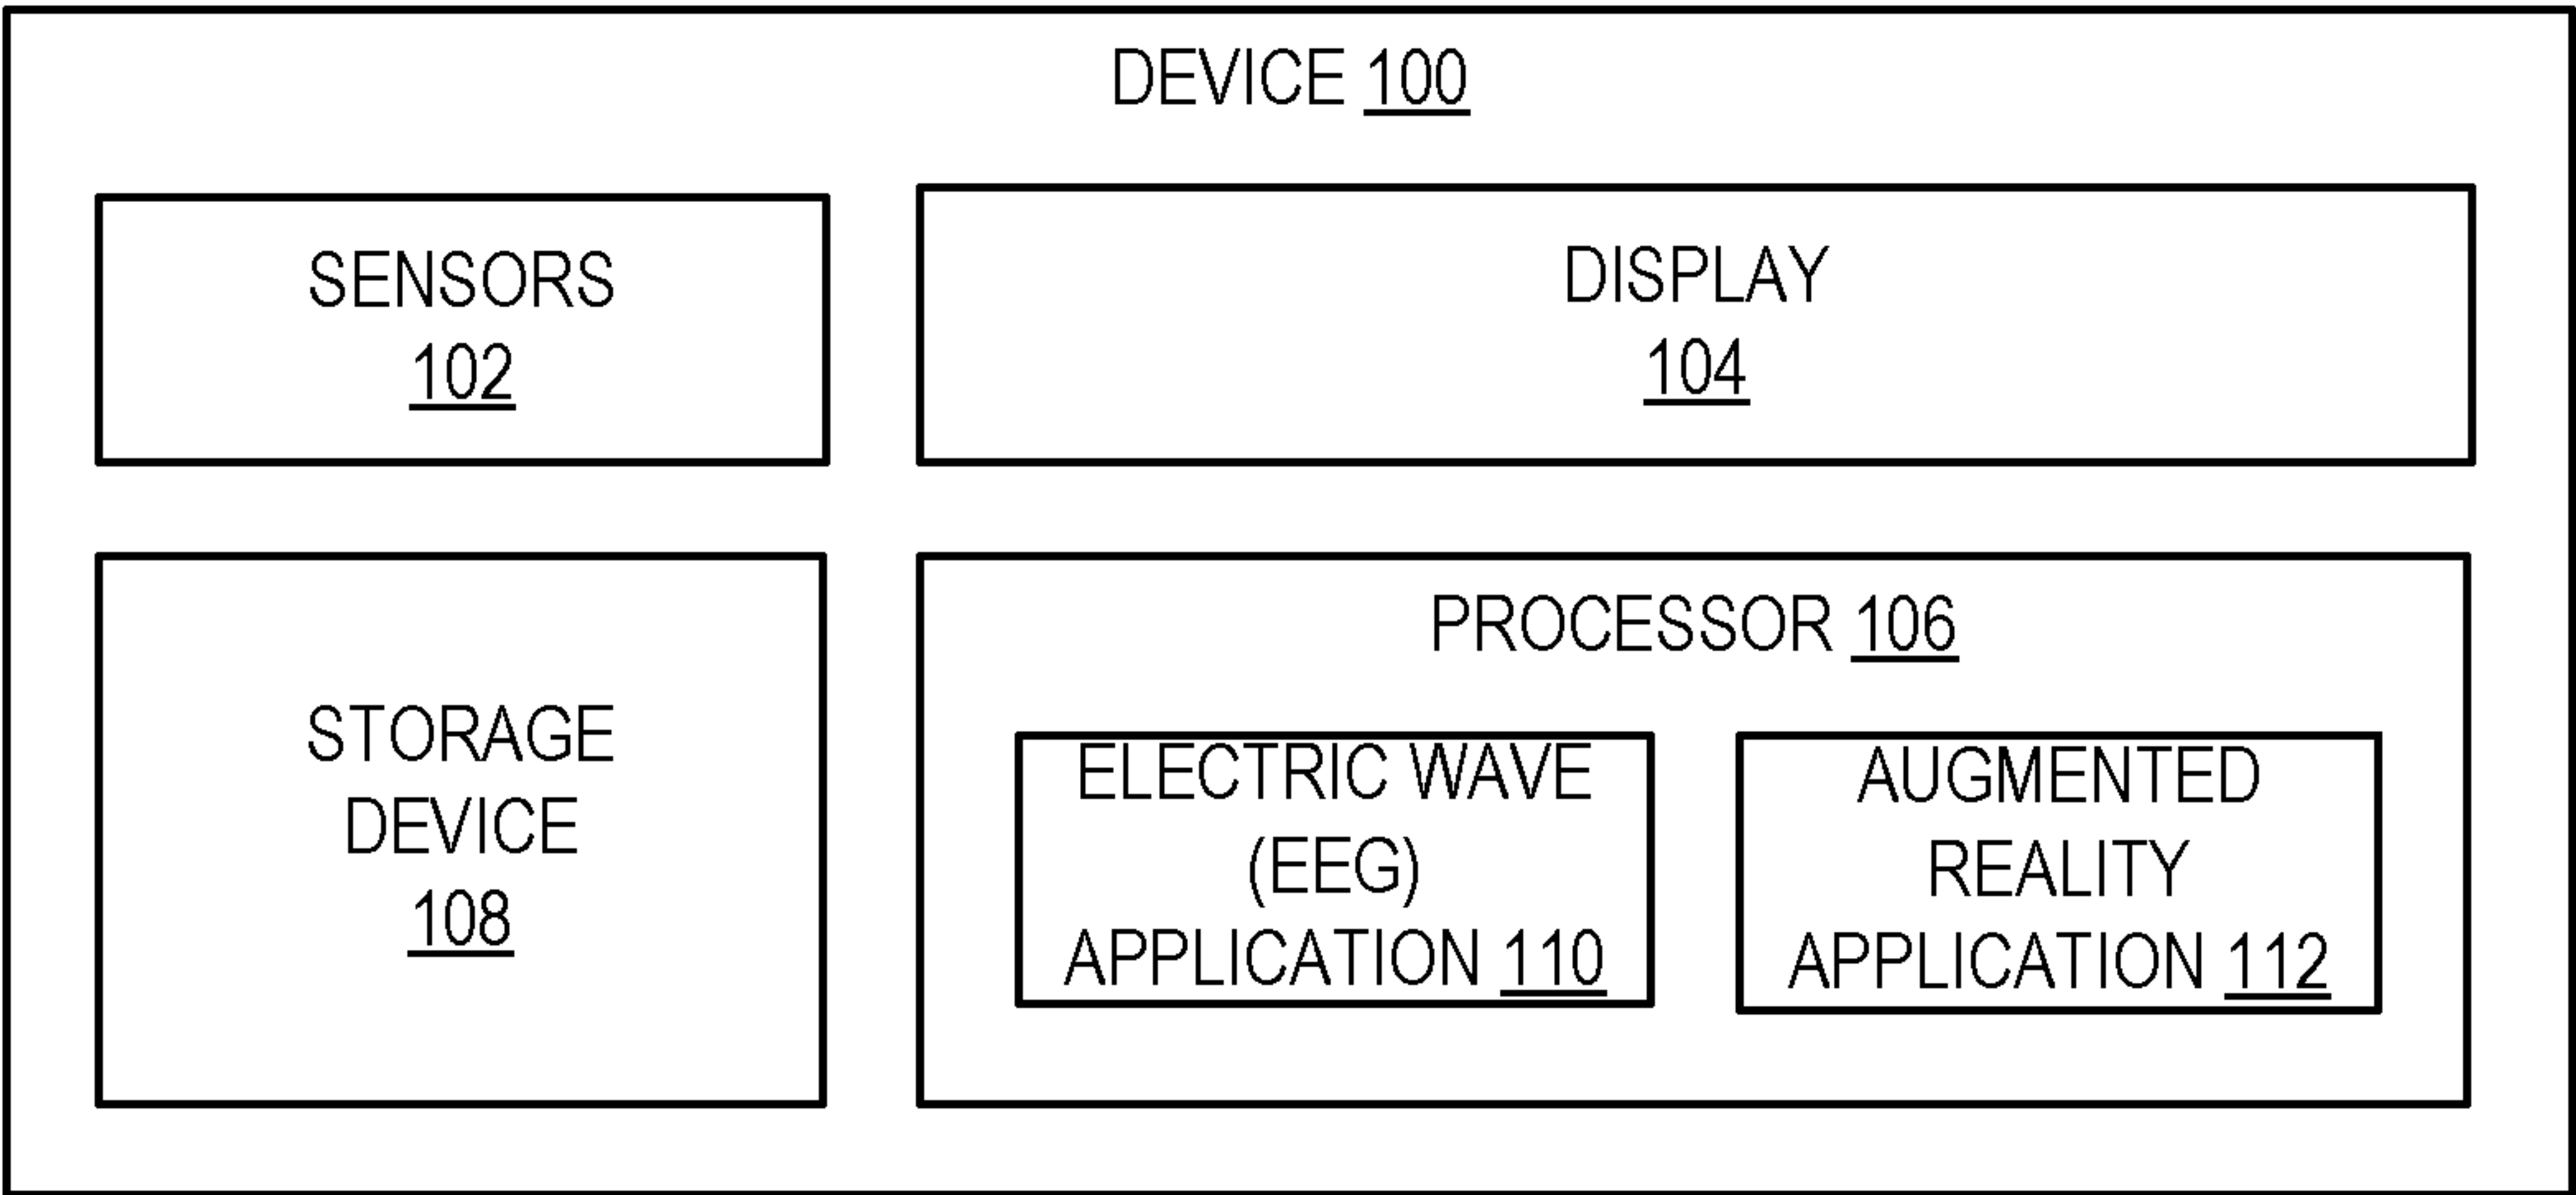 DEVICE 100
SENSORS
102
DISPLAY
104
STORAGE
DEVICE
108
PROCESSOR 106
ELECTRIC WAVE
(EEG)
APPLICATION 110
AUGMENTED
REALITY
APPLICATION 112